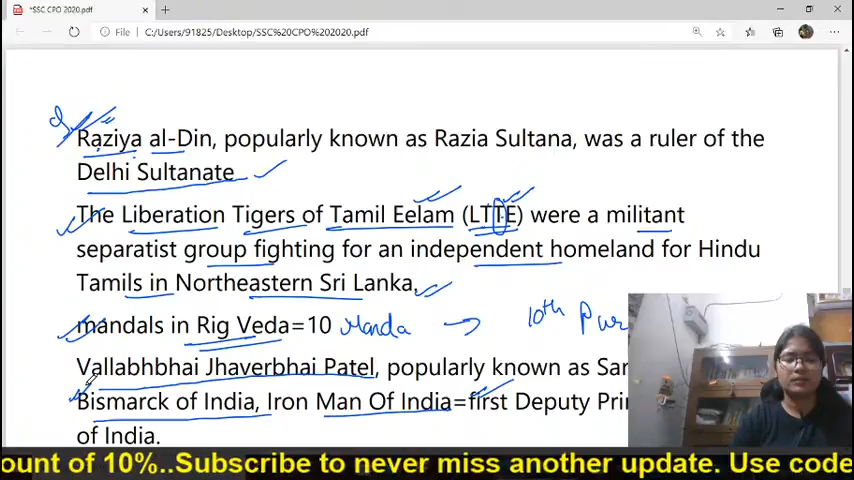 *SSC CPO 2020.pdf
File C:/Users/91825/Desktop/SSC%20CPO%202020.pdf
Raziya al-Din, popularly known as Razia Sultana, was a ruler of the
Delhi Sultanate
The Liberation Tigers of Tamil Eelam (LTTE) were a militant
separatist group fighting for an independent homeland for Hindu
Tamils in Northeastern Sri Lanka.
mandals in Rig Veda=10 Manda 10th Pur
Vallabhbhai Jhaverbhai Patel, popularly known as Sar
Bismarck of India, Iron Man Of India=first Deputy Pri
of India.
ount of 10%..Subscribe to never miss another update. Use code